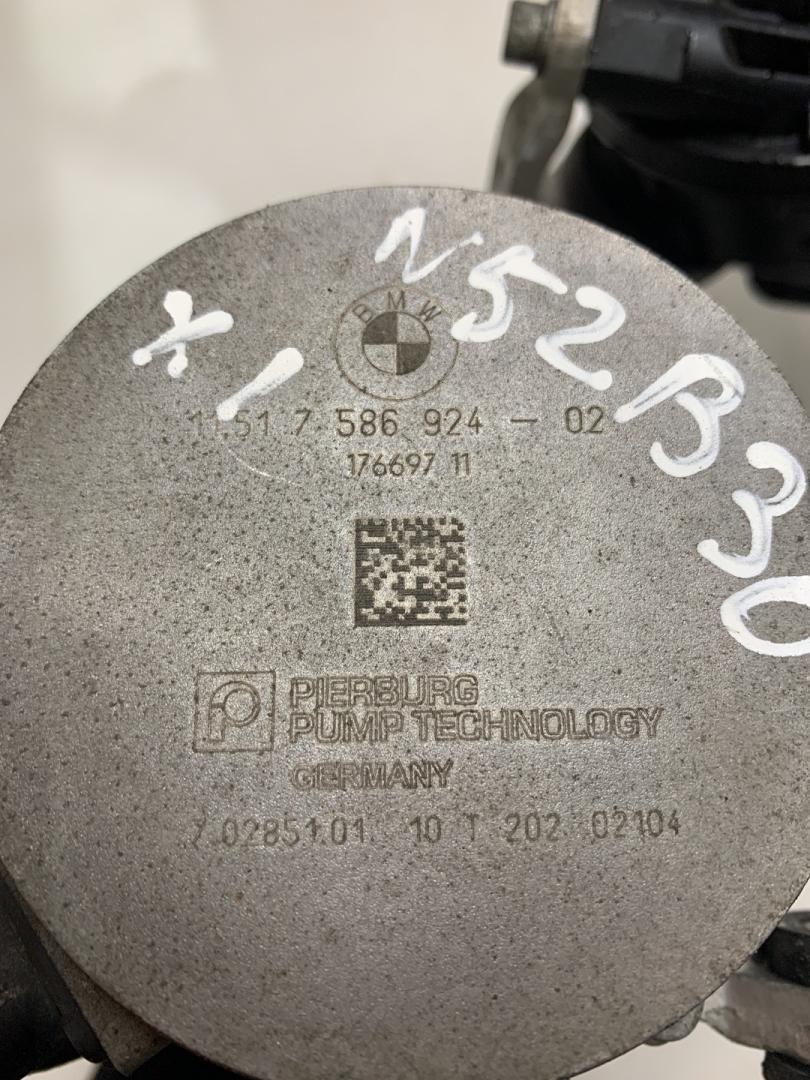 N52B30
÷1
BMW
11.51 7 586 924 – 02
176697 11
PIERBURG
PUMP TECHNOLOGY
GERMANY
7.02851.01 10 T 202 02104